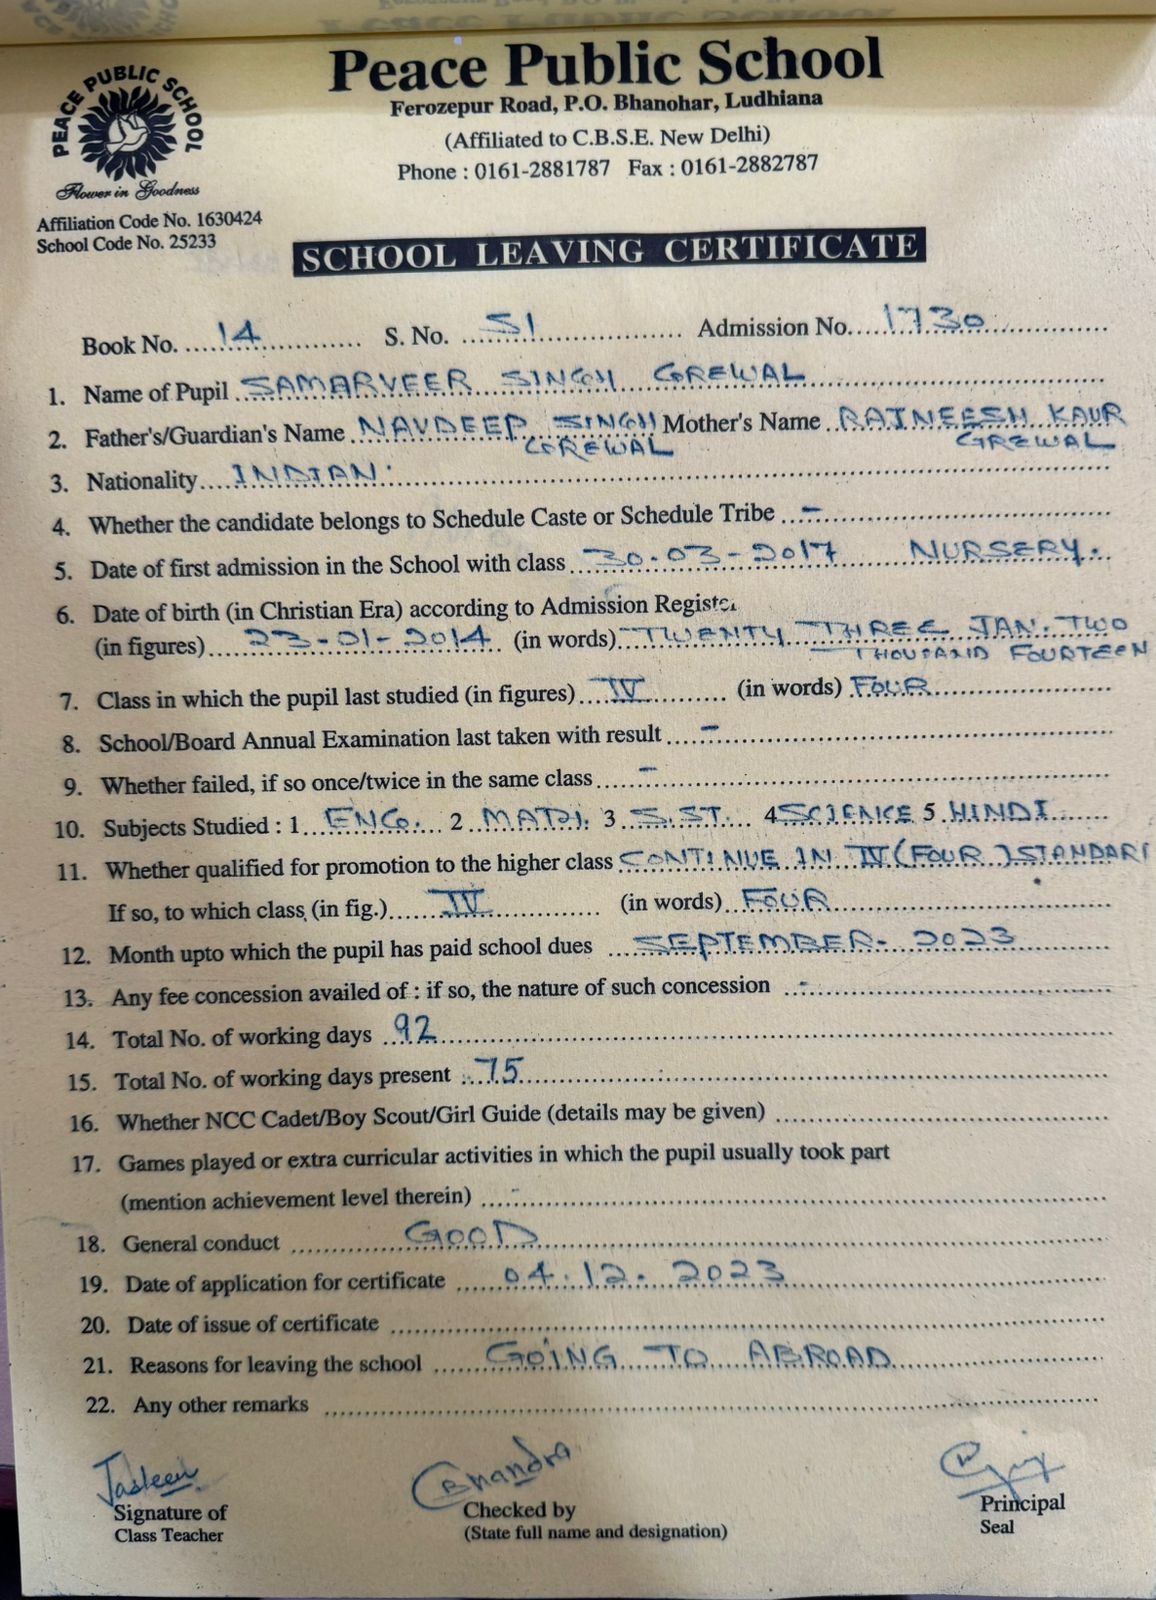 Peace Public School
Ferozepur Road, P.O. Bhanohar, Ludhiana
(Affiliated to C.B.S.E. New Delhi)
Phone : 0161-2881787 Fax : 0161-2882787
PEACE PUBLIC SCHOOL
Flower in Goodness
Affiliation Code No. 1630424
School Code No. 25233
SCHOOL LEAVING CERTIFICATE
Book No. 14 S. No. 51 Admission No. 1730
1. Name of Pupil SAMARVEER SINGH GREWAL
2. Father's/Guardian's Name NAVDEEP SINGH GREWAL Mother's Name RAJNEESH KAUR GREWAL
3. Nationality INDIAN.
4. Whether the candidate belongs to Schedule Caste or Schedule Tribe -
5. Date of first admission in the School with class 30-03-2017 NURSERY.
6. Date of birth (in Christian Era) according to Admission Register
(in figures) 23-01-2014 (in words) TWENTY THREE JAN. TWO THOUSAND FOURTEEN
7. Class in which the pupil last studied (in figures) IV (in words) FOUR
8. School/Board Annual Examination last taken with result -
9. Whether failed, if so once/twice in the same class -
10. Subjects Studied : 1 ENG. 2 MATH. 3 S.ST. 4 SCIENCE 5 HINDI
11. Whether qualified for promotion to the higher class CONTINUE IN IV (FOUR) STANDARD
If so, to which class (in fig.) IV (in words) FOUR
12. Month upto which the pupil has paid school dues SEPTEMBER - 2023
13. Any fee concession availed of : if so, the nature of such concession -
14. Total No. of working days 92
15. Total No. of working days present 75
16. Whether NCC Cadet/Boy Scout/Girl Guide (details may be given)
17. Games played or extra curricular activities in which the pupil usually took part
(mention achievement level therein) -
18. General conduct GOOD
19. Date of application for certificate 04.12.2023
20. Date of issue of certificate
21. Reasons for leaving the school GOING TO ABROAD
22. Any other remarks
Jasleen Bhandra
Signature of Checked by Principal
Class Teacher (State full name and designation) Seal